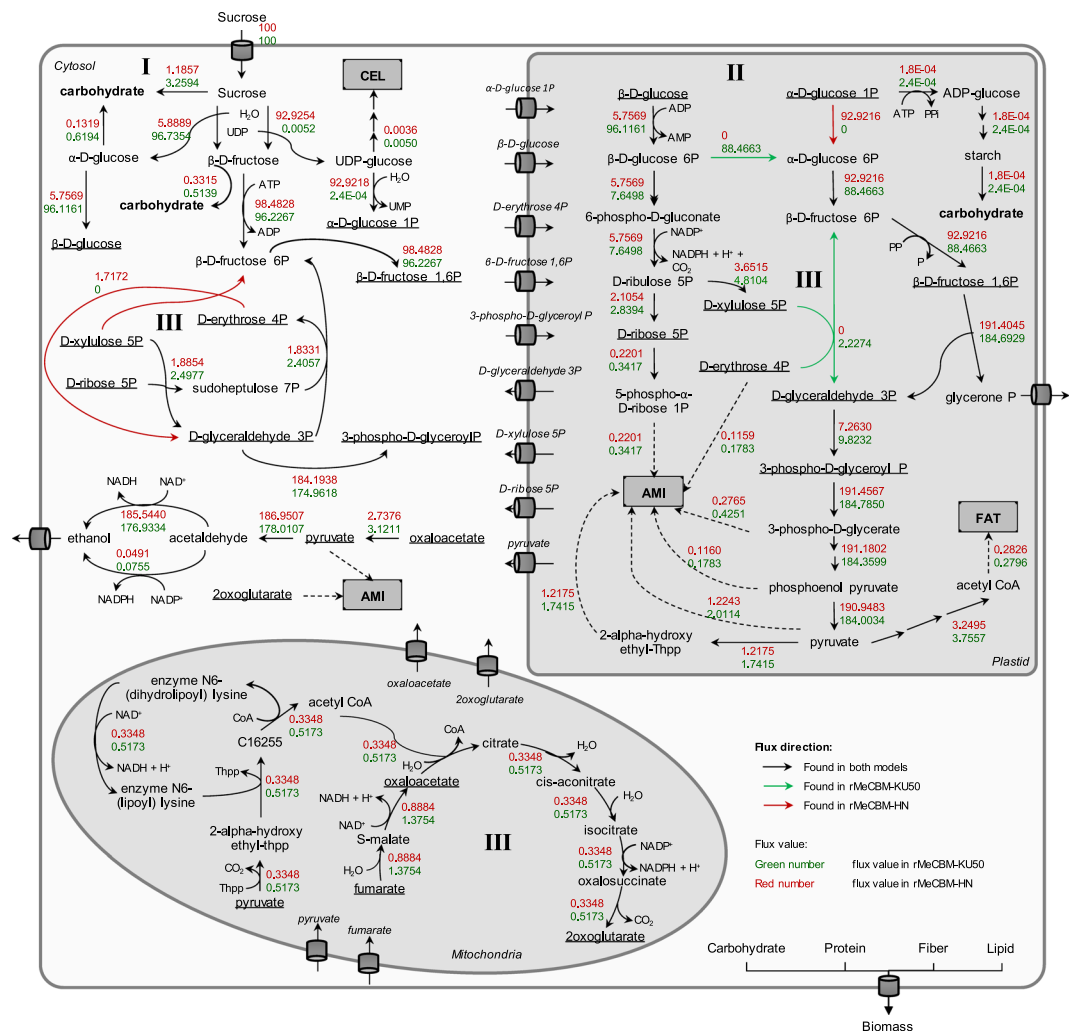 Sucrose
100
100
Cytosol
I
1.1857
3.2594
carbohydrate
Sucrose
CEL
0.1319
0.6194
5.8889
96.7354
H₂O
UDP
92.9254
0.0052
0.0036
0.0050
α-D-glucose
β-D-fructose
UDP-glucose
0.3315
0.5139
carbohydrate
ATP
98.4828
96.2267
ADP
92.9218
2.4E-04
H₂O
UMP
5.7569
96.1161
β-D-glucose
α-D-glucose 1P
β-D-fructose 6P
98.4828
96.2267
β-D-fructose 1,6P
1.7172
0
III
D-erythrose 4P
D-xylulose 5P
1.8854
2.4977
1.8331
2.4057
D-ribose 5P
sudoheptulose 7P
D-glyceraldehyde 3P
3-phospho-D-glyceroylP
184.1938
174.9618
NADH
NAD⁺
185.5440
176.9334
ethanol
acetaldehyde
186.9507
178.0107
pyruvate
2.7376
3.1211
oxaloacetate
0.0491
0.0755
NADPH
NADP⁺
2oxoglutarate
AMI
α-D-glucose 1P
β-D-glucose
D-erythrose 4P
β-D-fructose 1,6P
3-phospho-D-glyceroyl P
D-glyceraldehyde 3P
D-xylulose 5P
D-ribose 5P
pyruvate
II
β-D-glucose
5.7569
96.1161
ADP
AMP
β-D-glucose 6P
0
88.4663
α-D-glucose 1P
92.9216
0
α-D-glucose 6P
1.8E-04
2.4E-04
ATP
PPi
ADP-glucose
1.8E-04
2.4E-04
starch
1.8E-04
2.4E-04
carbohydrate
5.7569
7.6498
6-phospho-D-gluconate
92.9216
88.4663
β-D-fructose 6P
5.7569
7.6498
NADP⁺
NADPH + H⁺ +
CO₂
92.9216
88.4663
PP
P
D-ribulose 5P
3.6515
4.8104
D-xylulose 5P
III
β-D-fructose 1,6P
2.1054
2.8394
D-ribose 5P
0
2.2274
191.4045
184.6929
0.2201
0.3417
D-erythrose 4P
5-phospho-α-
D-ribose 1P
D-glyceraldehyde 3P
glycerone P
0.2201
0.3417
0.1159
0.1783
7.2630
9.8232
3-phospho-D-glyceroyl P
AMI
0.2765
0.4251
191.4567
184.7850
3-phospho-D-glycerate
FAT
0.1160
0.1783
191.1802
184.3599
0.2826
0.2796
phosphoenol pyruvate
acetyl CoA
1.2175
1.7415
1.2243
2.0114
190.9483
184.0034
2-alpha-hydroxy
ethyl-Thpp
1.2175
1.7415
pyruvate
3.2495
3.7557
Plastid
oxaloacetate
2oxoglutarate
enzyme N6-
(dihydrolipoyl) lysine
acetyl CoA
CoA
0.3348
0.5173
NAD⁺
0.3348
0.5173
NADH + H⁺
C16255
enzyme N6-
(lipoyl) lysine
Thpp
0.3348
0.5173
2-alpha-hydroxy
ethyl-thpp
CO₂
Thpp
0.3348
0.5173
pyruvate
0.3348
0.5173
H₂O
CoA
citrate
oxaloacetate
NADH + H⁺
NAD⁺
0.8884
1.3754
S-malate
H₂O
0.8884
1.3754
fumarate
0.3348
0.5173
H₂O
cis-aconitrate
0.3348
0.5173
H₂O
isocitrate
III
0.3348
0.5173
NADP⁺
NADPH + H⁺
oxalosuccinate
0.3348
0.5173
CO₂
2oxoglutarate
pyruvate
fumarate
Mitochondria
Flux direction:
Found in both models
Found in rMeCBM-KU50
Found in rMeCBM-HN
Flux value:
Green number flux value in rMeCBM-KU50
Red number flux value in rMeCBM-HN
Carbohydrate Protein Fiber Lipid
Biomass